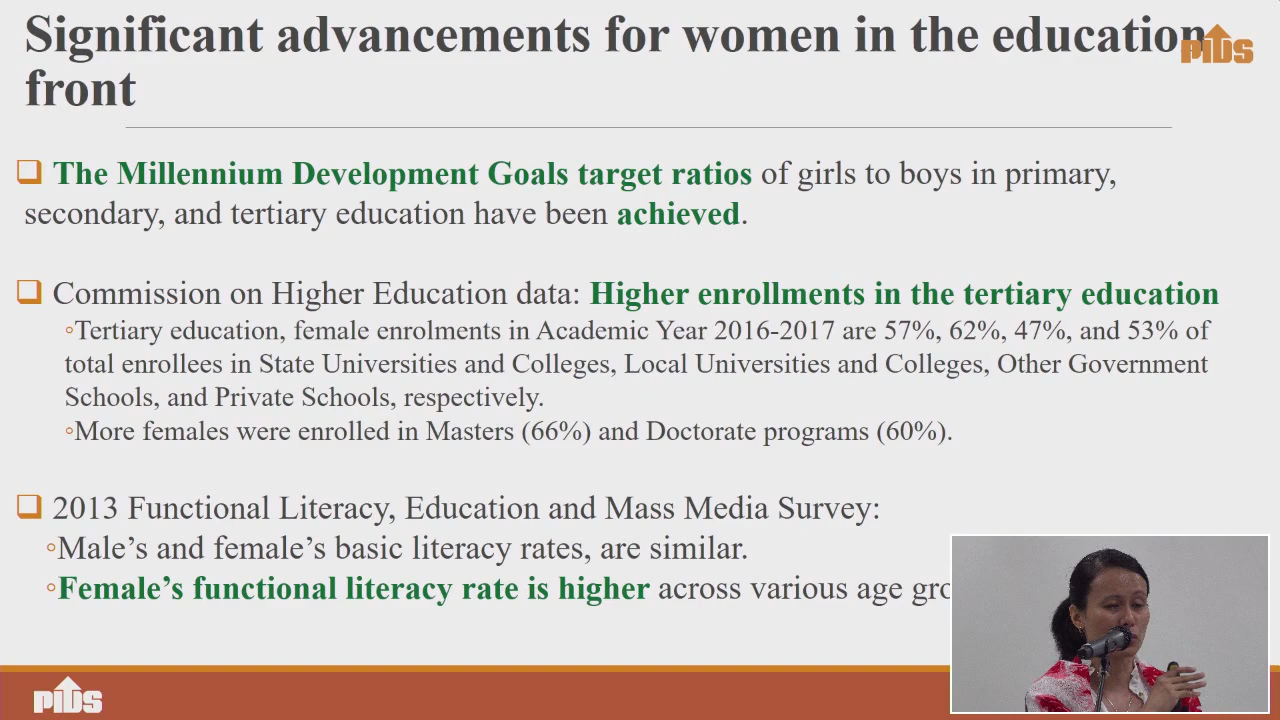 Significant advancements for women in the education
front
PIDS
The Millennium Development Goals target ratios of girls to boys in primary,
secondary, and tertiary education have been achieved.
Commission on Higher Education data: Higher enrollments in the tertiary education
Tertiary education, female enrolments in Academic Year 2016-2017 are 57%, 62%, 47%, and 53% of
total enrollees in State Universities and Colleges, Local Universities and Colleges, Other Government
Schools, and Private Schools, respectively.
More females were enrolled in Masters (66%) and Doctorate programs (60%).
2013 Functional Literacy, Education and Mass Media Survey:
Male’s and female’s basic literacy rates, are similar.
Female’s functional literacy rate is higher across various age
PIDS